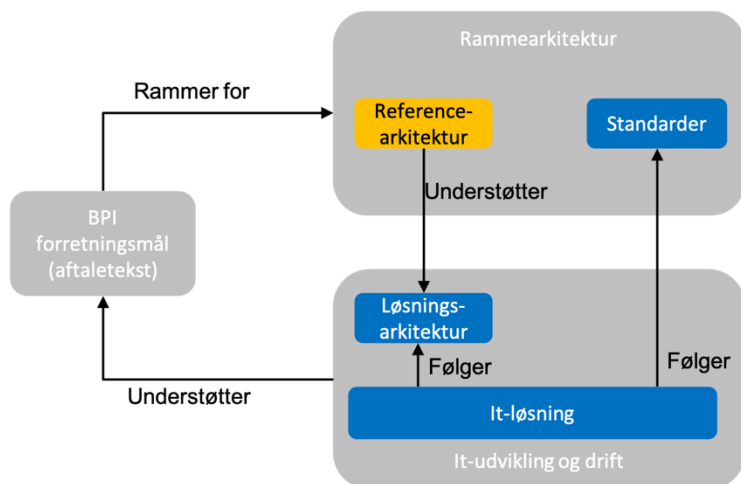 Rammearkitektur
Rammer for
Reference-
arkitektur
Standarder
Understøtter
BPI
forretningsmål
(aftaletekst)
Løsnings-
arkitektur
Følger
Følger
Understøtter
It-løsning
It-udvikling og drift